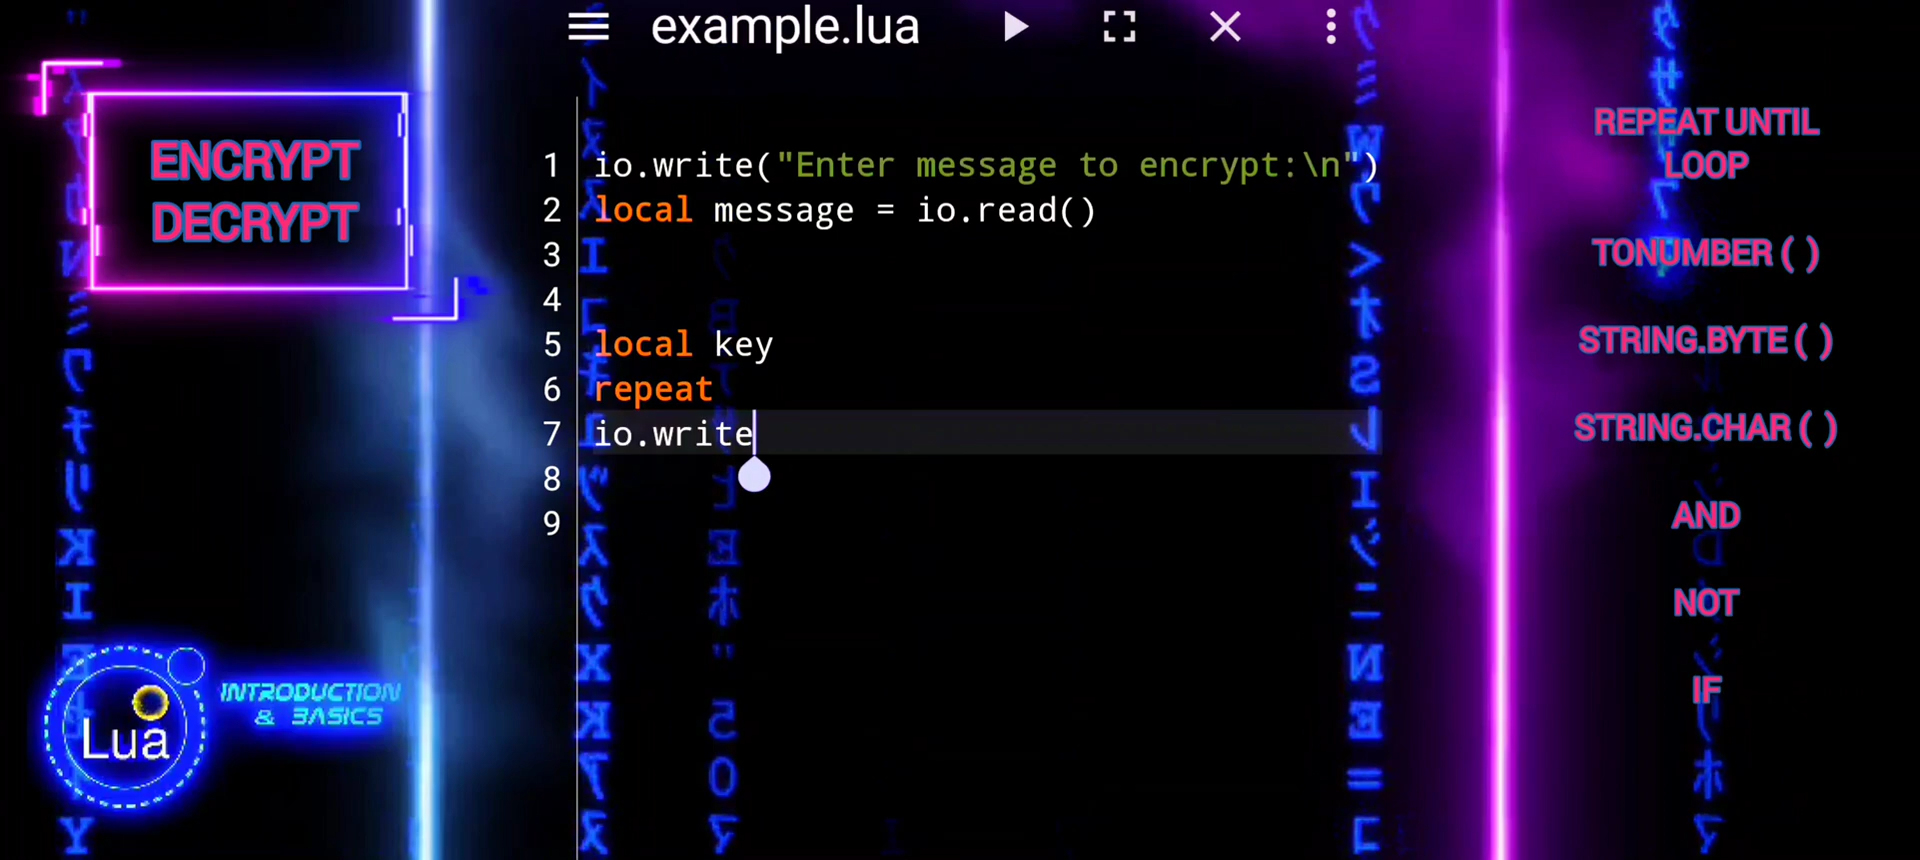 example.lua
ENCRYPT
DECRYPT
1 io.write("Enter message to encrypt:\n")
2 local message = io.read()
3
4
5 local key
6 repeat
7 io.write
8
9
REPEAT UNTIL
LOOP
TONUMBER ( )
STRING.BYTE ( )
STRING.CHAR ( )
AND
NOT
IF
Lua
INTRODUCTION
& BASICS